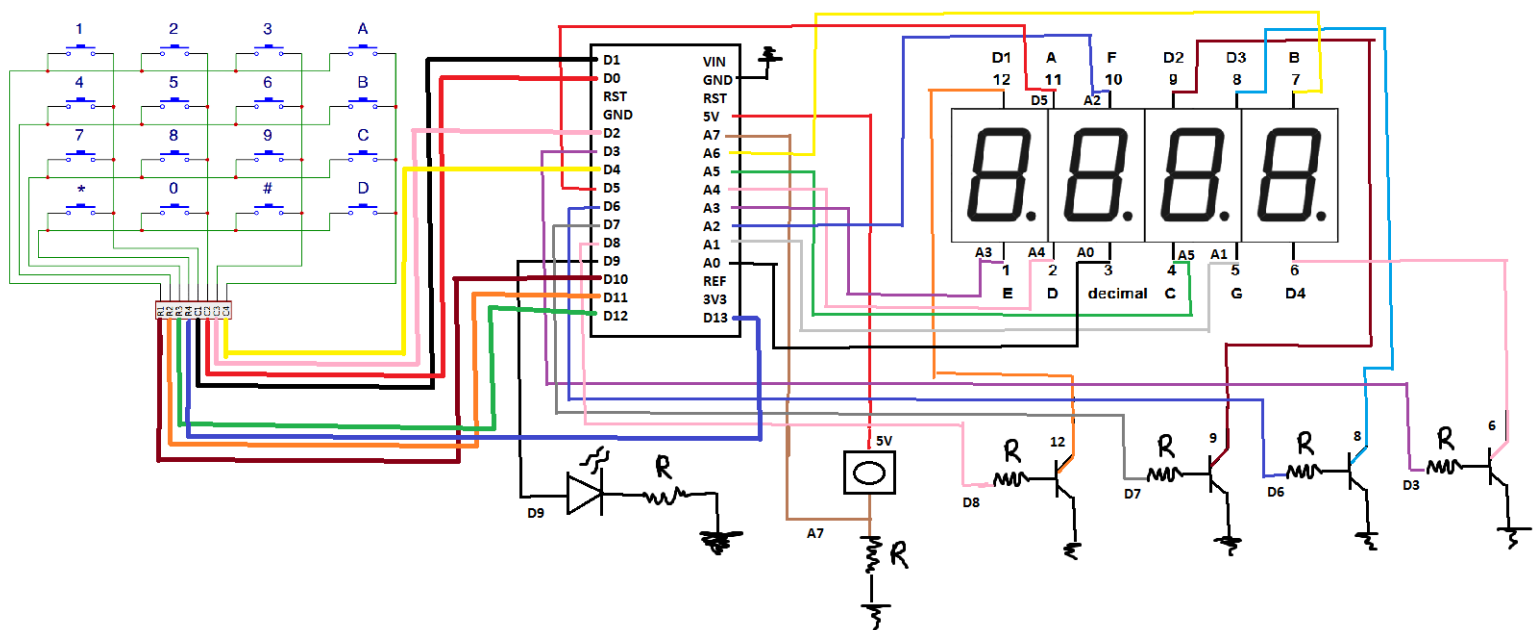 1 2 3 A
4 5 6 B
7 8 9 C
* 0 # D
R1 R2 R3 R4 C1 C2 C3 C4
D1
D0
RST
GND
D2
D3
D4
D5
D6
D7
D8
D9
D10
D11
D12
VIN
GND
RST
5V
A7
A6
A5
A4
A3
A2
A1
A0
REF
3V3
D13
D1 A F D2 D3 B
12 11 10 9 8 7
D5 A2
8. 8. 8. 8.
A3 A4 A0 A5 A1
1 2 3 4 5 6
E D decimal C G D4
5V
12 9 8 6
R R R R
D8 D7 D6 D3
R
D9
A7
R